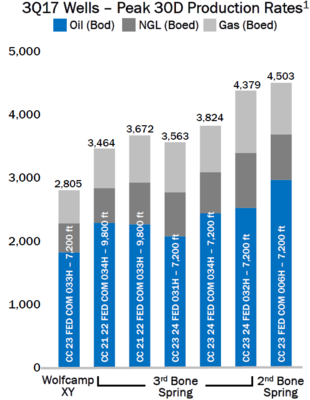 3Q17 Wells – Peak 30D Production Rates1
Oil (Bod) NGL (Boed) Gas (Boed)
5,000
4,000
3,000
2,000
1,000
0
2,805
3,464
3,672
3,563
3,824
4,379
4,503
CC 23 FED COM 033H – 7,200 ft
CC 21 22 FED COM 034H – 9,800 ft
CC 21 22 FED COM 033H – 9,800 ft
CC 23 24 FED 031H – 7,200 ft
CC 23 24 FED 034H – 7,200 ft
CC 23 24 FED 032H – 7,200 ft
CC 23 FED COM 006H – 7,200 ft
Wolfcamp
XY
3rd Bone
Spring
2nd Bone
Spring